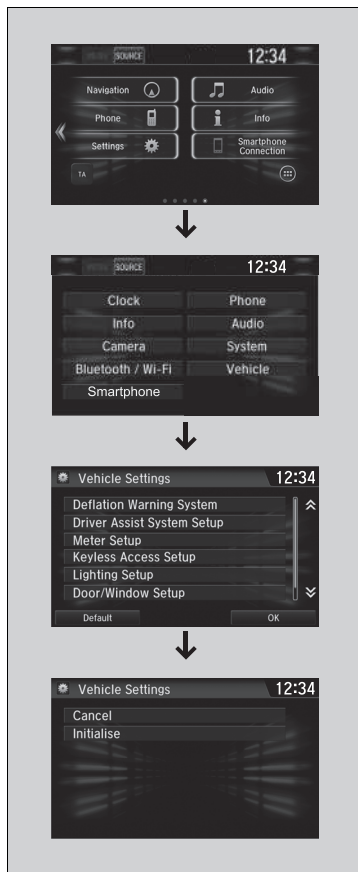 MENU SOURCE 12:34
Navigation Audio
Phone Info
Settings Smartphone
Connection
TA
MENU SOURCE 12:34
Clock Phone
Info Audio
Camera System
Bluetooth / Wi-Fi Vehicle
Smartphone
Vehicle Settings 12:34
Deflation Warning System
Driver Assist System Setup
Meter Setup
Keyless Access Setup
Lighting Setup
Door/Window Setup
Default OK
Vehicle Settings 12:34
Cancel
Initialise